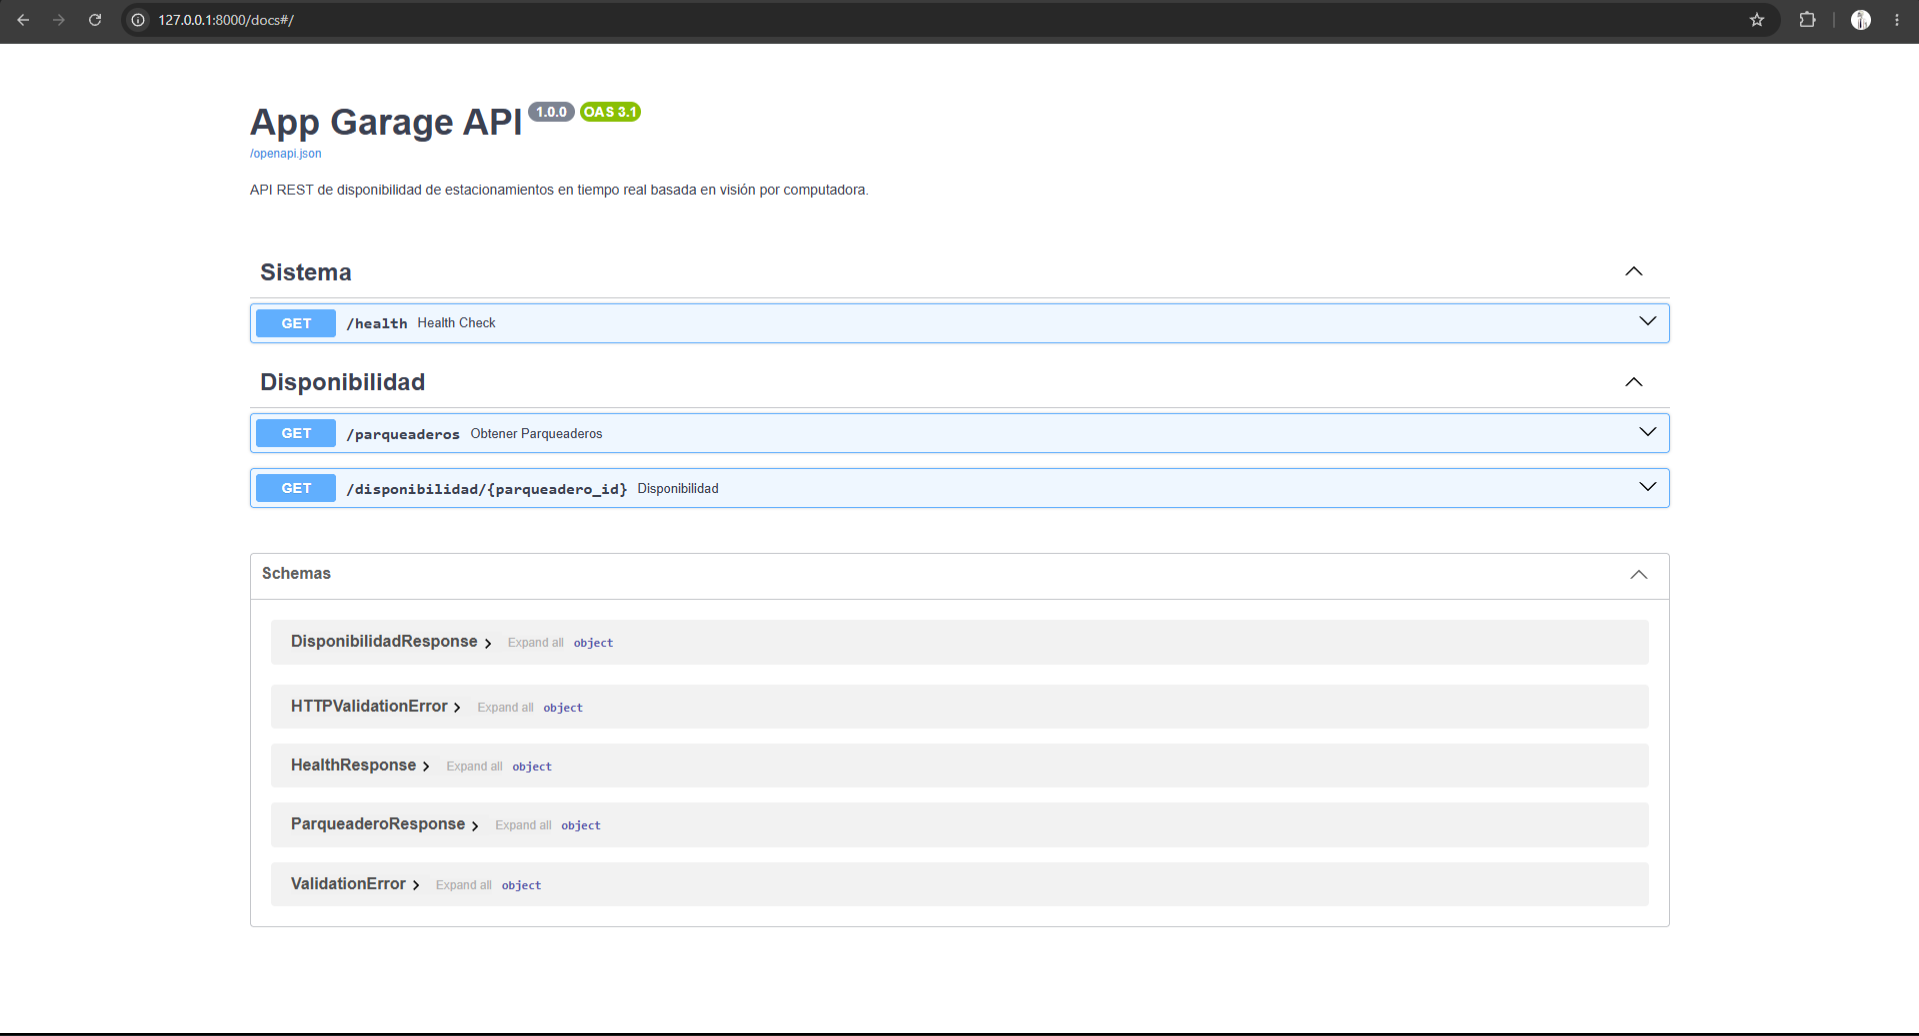 127.0.0.1:8000/docs#/
App Garage API 1.0.0 OAS 3.1
/openapi.json
API REST de disponibilidad de estacionamientos en tiempo real basada en visión por computadora.
Sistema
GET /health Health Check
Disponibilidad
GET /parqueaderos Obtener Parqueaderos
GET /disponibilidad/{parqueadero_id} Disponibilidad
Schemas
DisponibilidadResponse Expand all object
HTTPValidationError Expand all object
HealthResponse Expand all object
ParqueaderoResponse Expand all object
ValidationError Expand all object